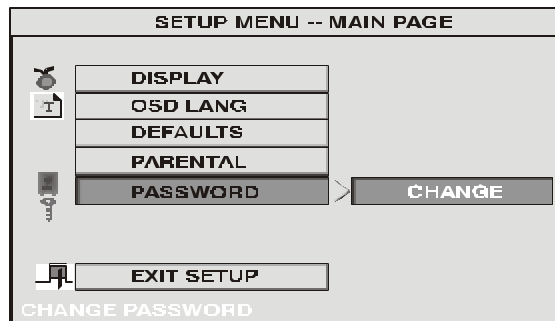 SETUP MENU -- MAIN PAGE
DISPLAY
T
OSD LANG
DEFAULTS
PARENTAL
PASSWORD
CHANGE
EXIT SETUP
CHANGE PASSWORD